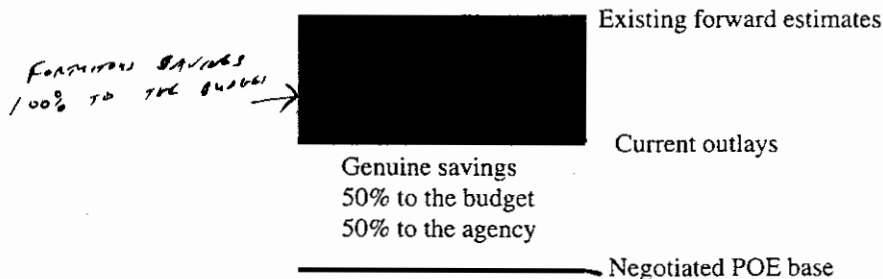 Existing forward estimates
FORTUITOUS SAVINGS
100% TO THE BUDGET
Current outlays
Genuine savings
50% to the budget
50% to the agency
Negotiated POE base